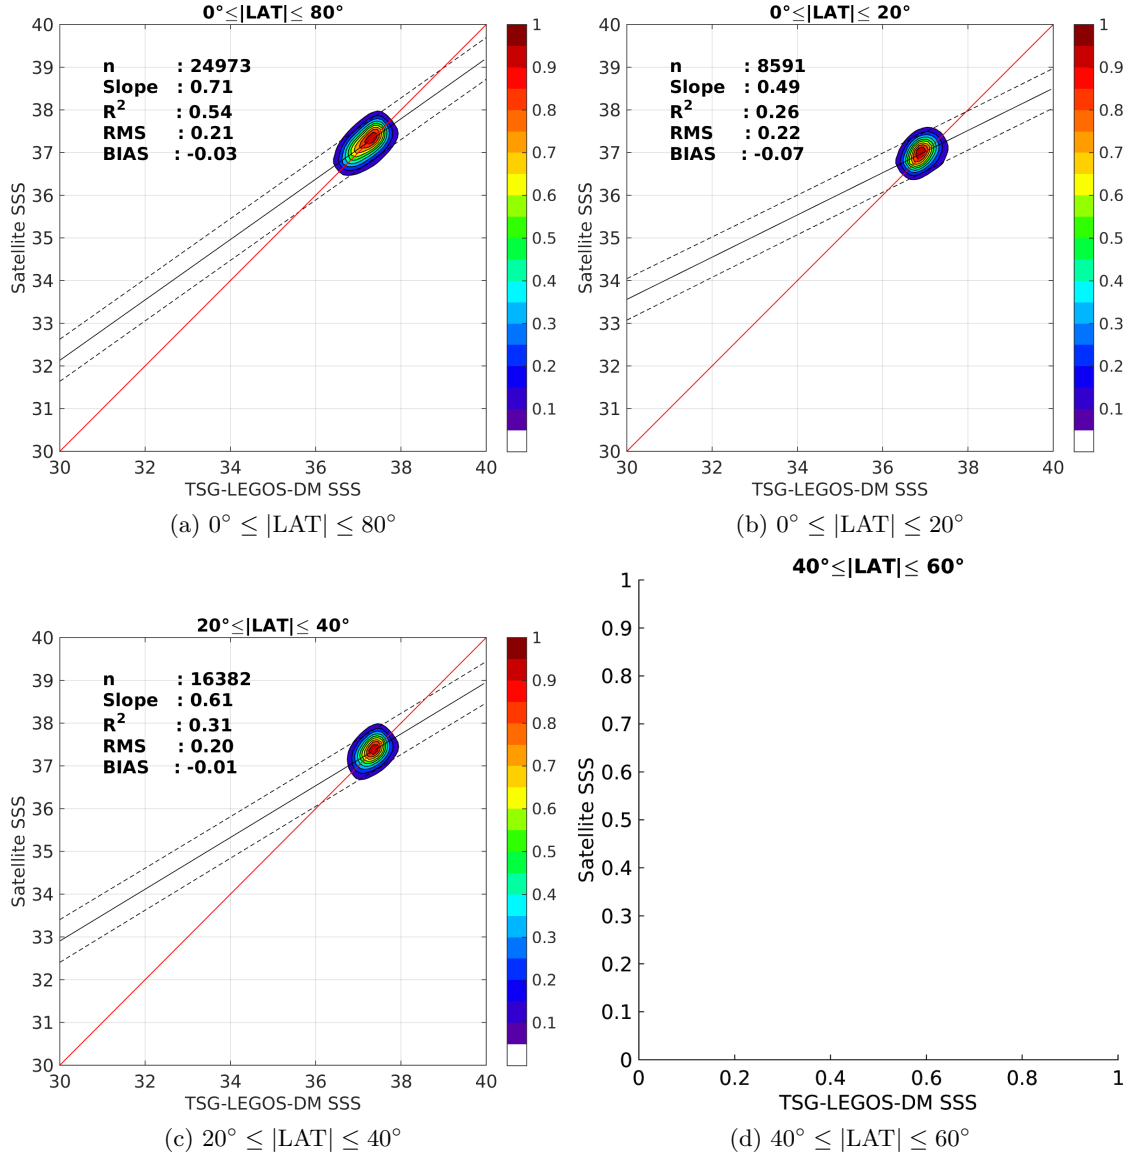 0°≤|LAT|≤ 80°
n : 24973
Slope : 0.71
R² : 0.54
RMS : 0.21
BIAS : -0.03
Satellite SSS
40
39
38
37
36
35
34
33
32
31
30
30 32 34 36 38 40
TSG-LEGOS-DM SSS
1
0.9
0.8
0.7
0.6
0.5
0.4
0.3
0.2
0.1
(a) 0° ≤ |LAT| ≤ 80°
0°≤|LAT|≤ 20°
n : 8591
Slope : 0.49
R² : 0.26
RMS : 0.22
BIAS : -0.07
Satellite SSS
40
39
38
37
36
35
34
33
32
31
30
30 32 34 36 38 40
TSG-LEGOS-DM SSS
1
0.9
0.8
0.7
0.6
0.5
0.4
0.3
0.2
0.1
(b) 0° ≤ |LAT| ≤ 20°
20°≤|LAT|≤ 40°
n : 16382
Slope : 0.61
R² : 0.31
RMS : 0.20
BIAS : -0.01
Satellite SSS
40
39
38
37
36
35
34
33
32
31
30
30 32 34 36 38 40
TSG-LEGOS-DM SSS
1
0.9
0.8
0.7
0.6
0.5
0.4
0.3
0.2
0.1
(c) 20° ≤ |LAT| ≤ 40°
40°≤|LAT|≤ 60°
Satellite SSS
1
0.9
0.8
0.7
0.6
0.5
0.4
0.3
0.2
0.1
0
0 0.2 0.4 0.6 0.8 1
TSG-LEGOS-DM SSS
(d) 40° ≤ |LAT| ≤ 60°